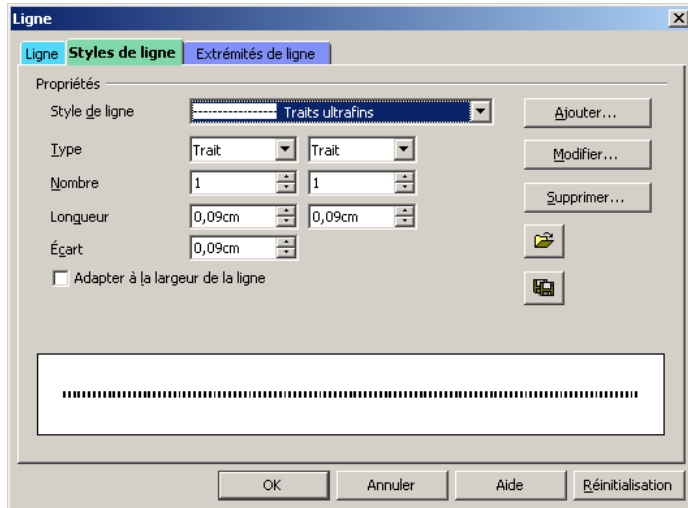 Ligne
Ligne Styles de ligne Extrémités de ligne
Propriétés
Style de ligne Traits ultrafins Ajouter...
Type Trait Trait Modifier...
Nombre 1 1 Supprimer...
Longueur 0,09cm 0,09cm
Écart 0,09cm
Adapter à la largeur de la ligne
OK Annuler Aide Réinitialisation